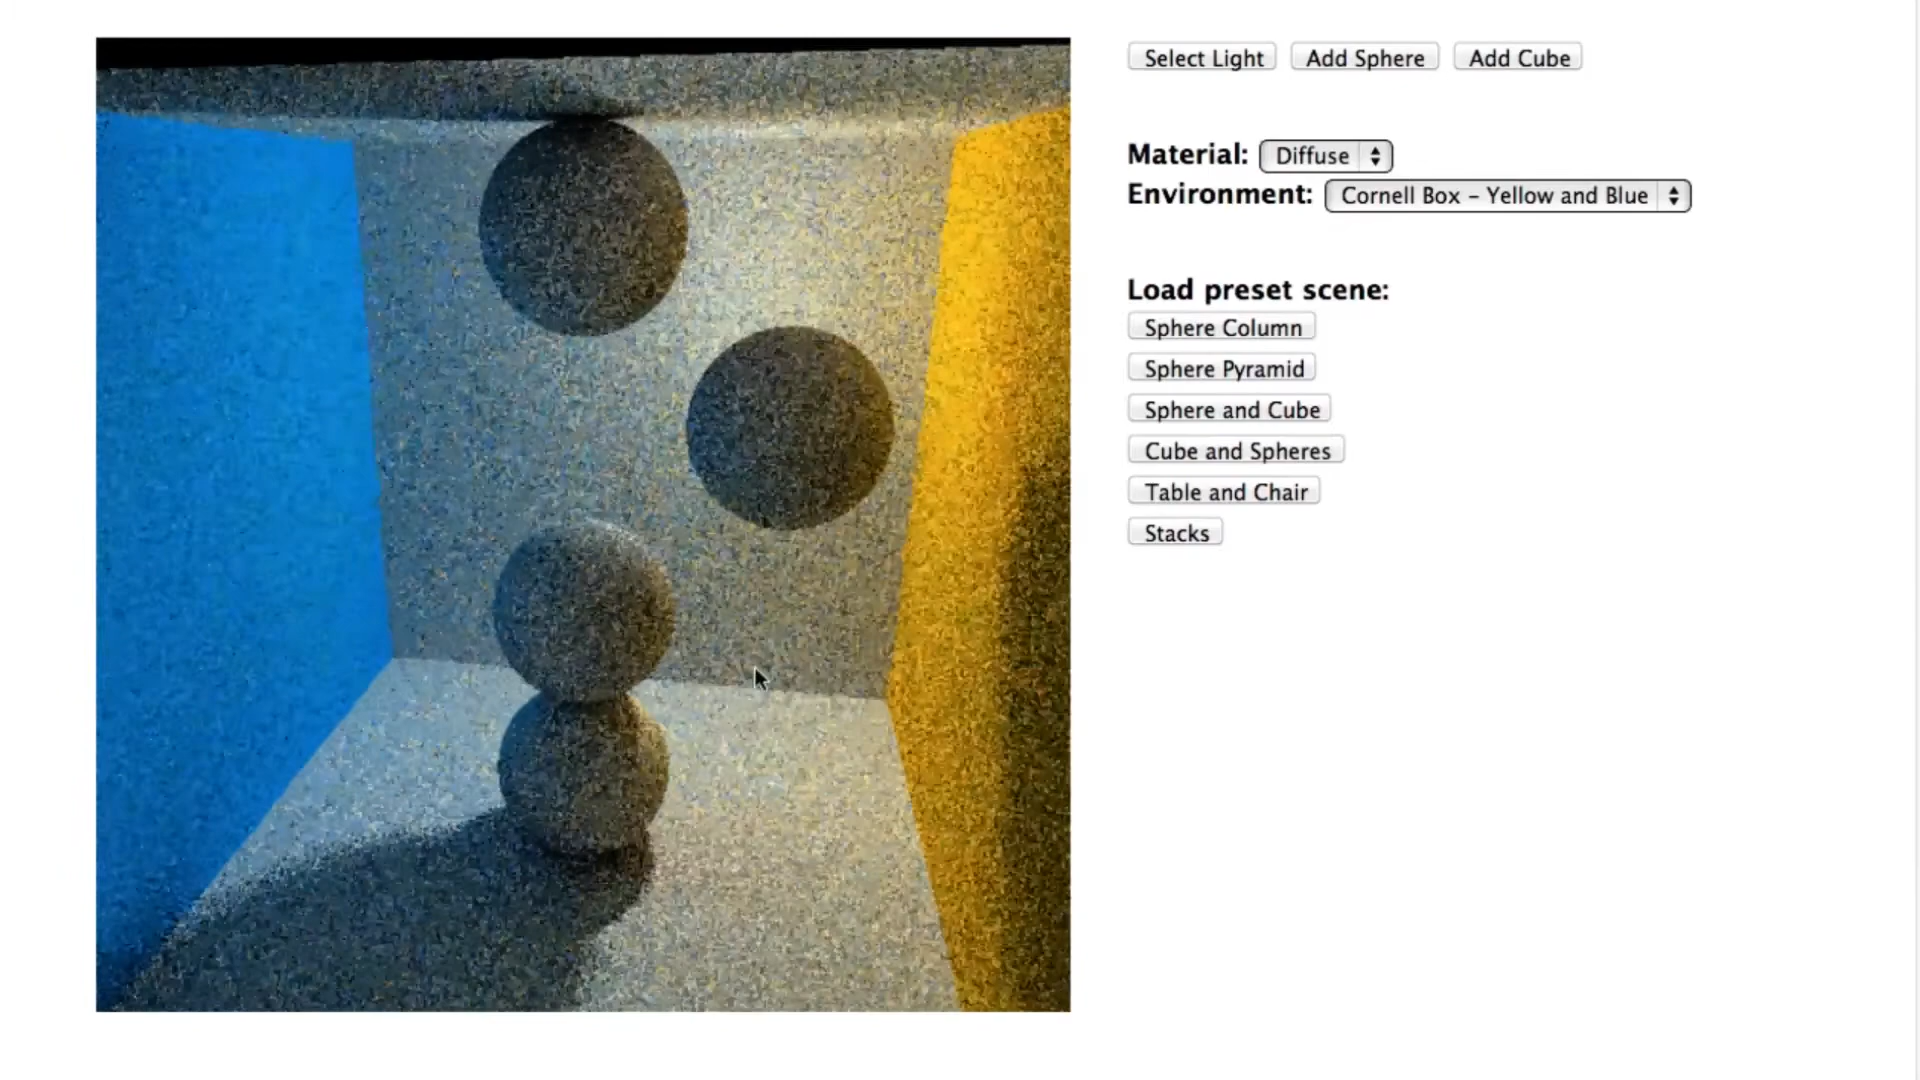 Select Light Add Sphere Add Cube
Material: Diffuse
Environment: Cornell Box – Yellow and Blue
Load preset scene:
Sphere Column
Sphere Pyramid
Sphere and Cube
Cube and Spheres
Table and Chair
Stacks